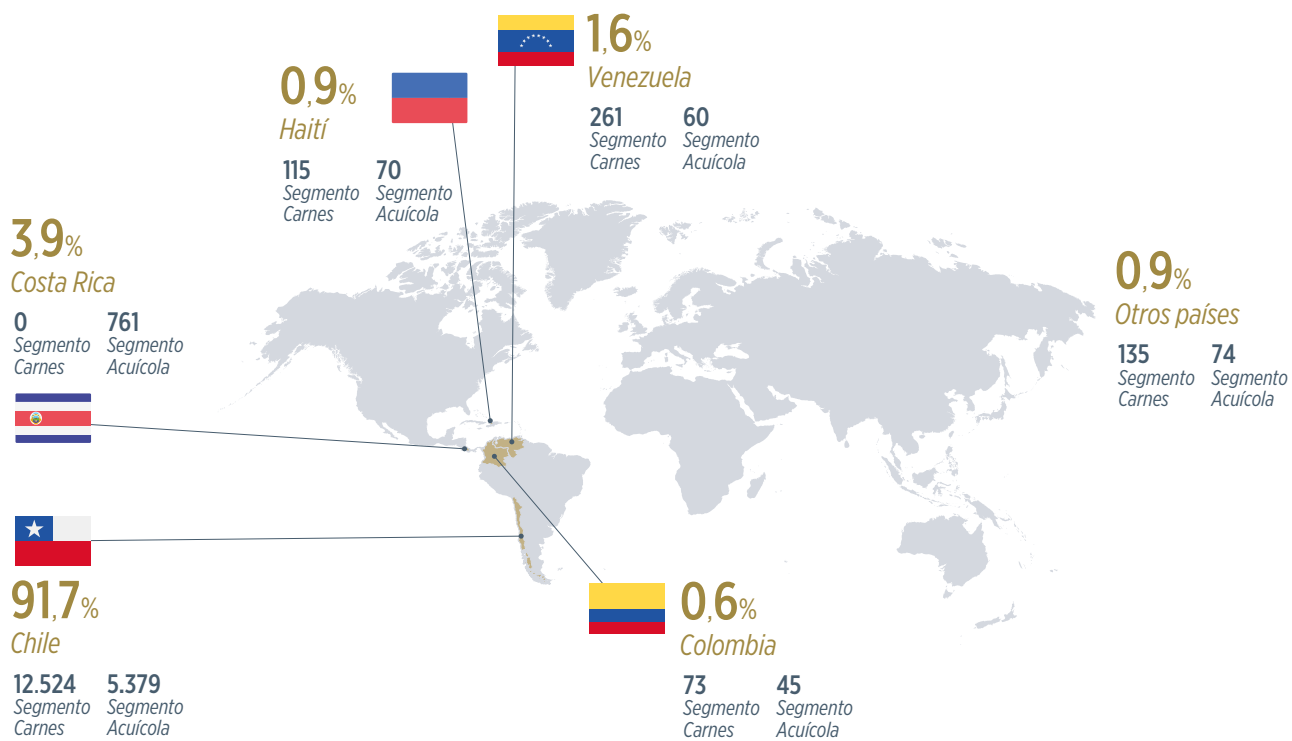 1,6%
Venezuela
261 60
Segmento Segmento
Carnes Acuícola
0,9%
Haití
115 70
Segmento Segmento
Carnes Acuícola
3,9%
Costa Rica
0 761
Segmento Segmento
Carnes Acuícola
0,9%
Otros países
135 74
Segmento Segmento
Carnes Acuícola
91,7%
Chile
12.524 5.379
Segmento Segmento
Carnes Acuícola
0,6%
Colombia
73 45
Segmento Segmento
Carnes Acuícola